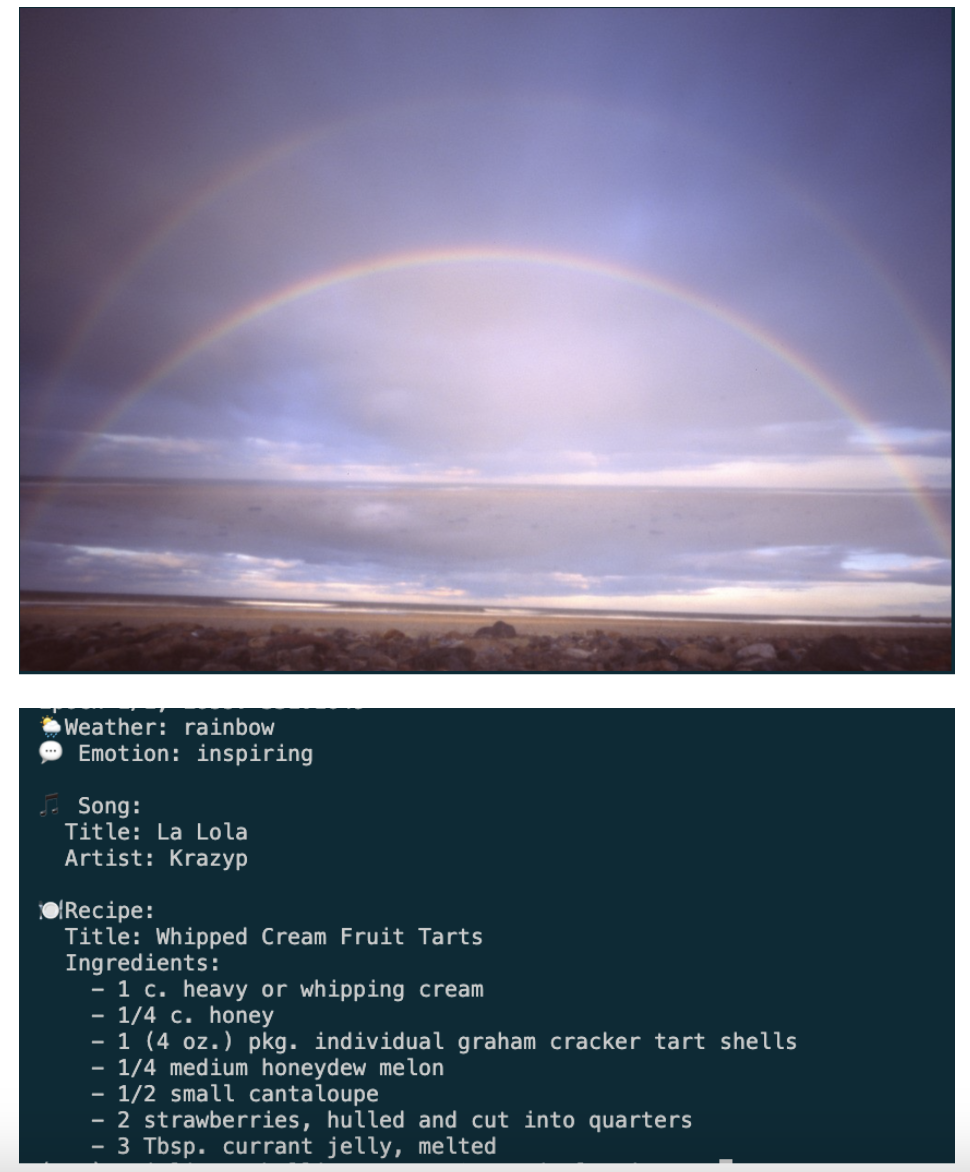 🌦Weather: rainbow
💬 Emotion: inspiring
🎵 Song:
Title: La Lola
Artist: Krazyp
🍽Recipe:
Title: Whipped Cream Fruit Tarts
Ingredients:
– 1 c. heavy or whipping cream
– 1/4 c. honey
– 1 (4 oz.) pkg. individual graham cracker tart shells
– 1/4 medium honeydew melon
– 1/2 small cantaloupe
– 2 strawberries, hulled and cut into quarters
– 3 Tbsp. currant jelly, melted